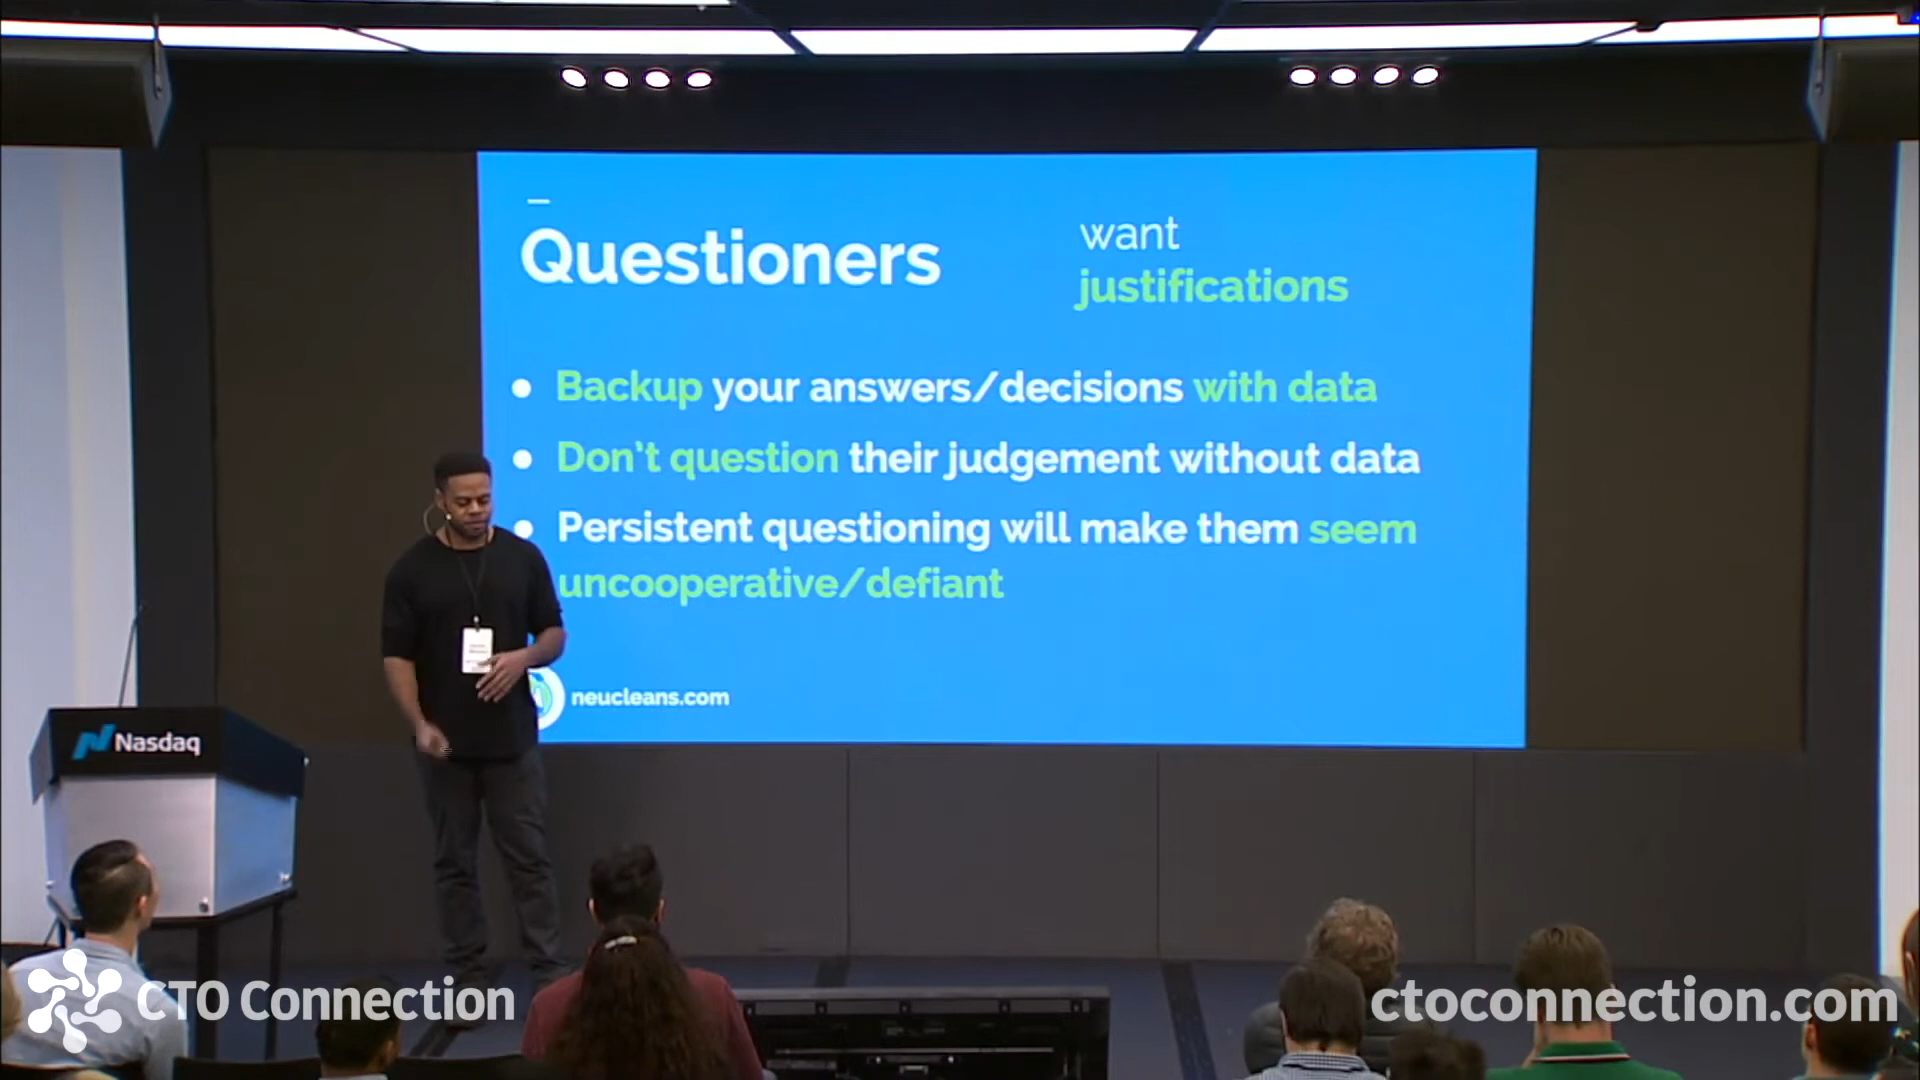 Questioners
want
justifications
Backup your answers/decisions with data
Don't question their judgement without data
Persistent questioning will make them seem
uncooperative/defiant
neucleans.com
Nasdaq
CTO Connection
ctoconnection.com